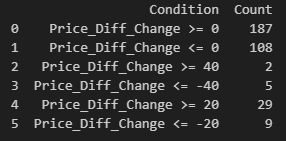 Condition Count
0 Price_Diff_Change >= 0 187
1 Price_Diff_Change <= 0 108
2 Price_Diff_Change >= 40 2
3 Price_Diff_Change <= -40 5
4 Price_Diff_Change >= 20 29
5 Price_Diff_Change <= -20 9